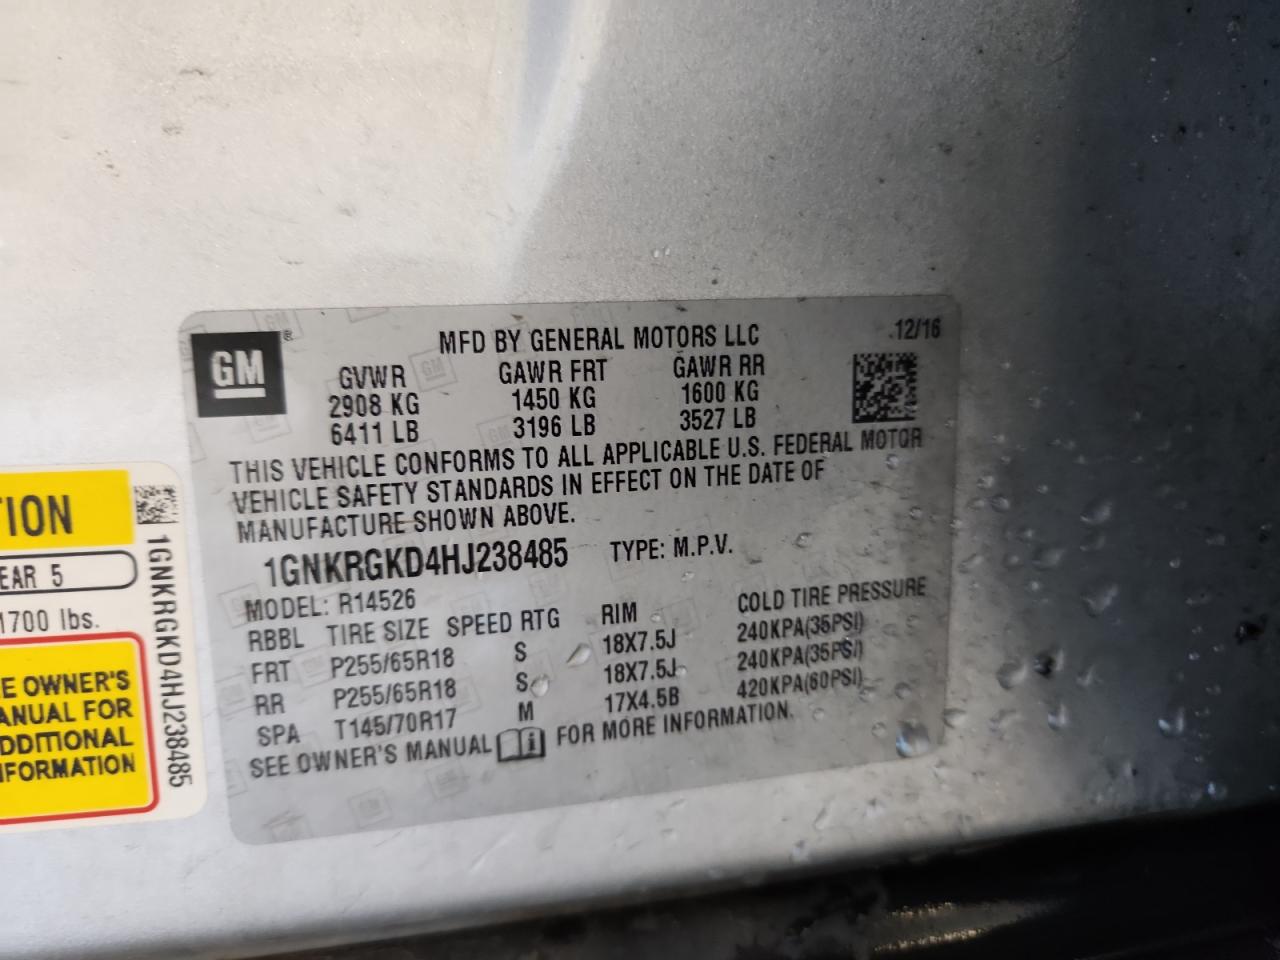 GM®
MFD BY GENERAL MOTORS LLC
12/16
GVWR GAWR FRT GAWR RR
2908 KG 1450 KG 1600 KG
6411 LB 3196 LB 3527 LB
THIS VEHICLE CONFORMS TO ALL APPLICABLE U.S. FEDERAL MOTOR
VEHICLE SAFETY STANDARDS IN EFFECT ON THE DATE OF
MANUFACTURE SHOWN ABOVE.
1GNKRGKD4HJ238485 TYPE: M.P.V.
MODEL: R14526
RBBL TIRE SIZE SPEED RTG RIM COLD TIRE PRESSURE
FRT P255/65R18 S 18X7.5J 240KPA(35PSI)
RR P255/65R18 S 18X7.5J 240KPA(35PSI)
SPA T145/70R17 M 17X4.5B 420KPA(60PSI)
SEE OWNER'S MANUAL FOR MORE INFORMATION.
TION
EAR 5
1700 lbs.
E OWNER'S
ANUAL FOR
DDITIONAL
FORMATION
1GNKRGKD4HJ238485